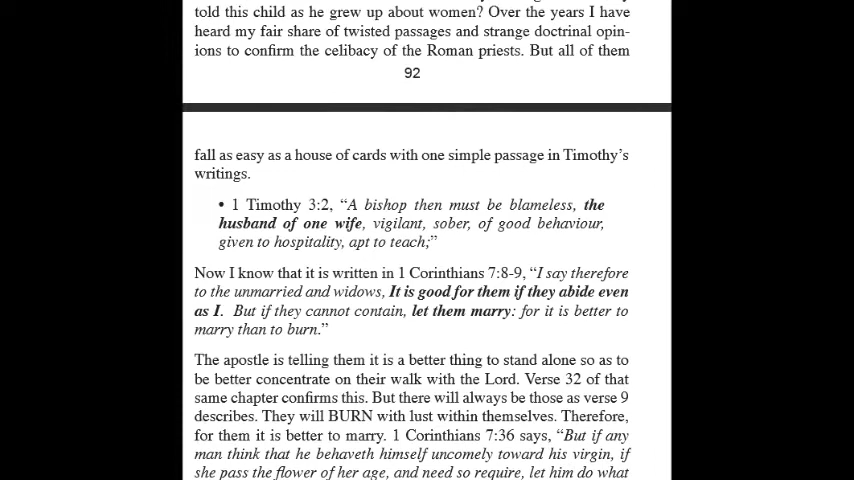 told this child as he grew up about women? Over the years I have
heard my fair share of twisted passages and strange doctrinal opin-
ions to confirm the celibacy of the Roman priests. But all of them
92
fall as easy as a house of cards with one simple passage in Timothy's
writings.
• 1 Timothy 3:2, “A bishop then must be blameless, the
husband of one wife, vigilant, sober, of good behaviour,
given to hospitality, apt to teach;”
Now I know that it is written in 1 Corinthians 7:8-9, “I say therefore
to the unmarried and widows, It is good for them if they abide even
as I. But if they cannot contain, let them marry: for it is better to
marry than to burn.”
The apostle is telling them it is a better thing to stand alone so as to
be better concentrate on their walk with the Lord. Verse 32 of that
same chapter confirms this. But there will always be those as verse 9
describes. They will BURN with lust within themselves. Therefore,
for them it is better to marry. 1 Corinthians 7:36 says, “But if any
man think that he behaveth himself uncomely toward his virgin, if
she pass the flower of her age, and need so require, let him do what